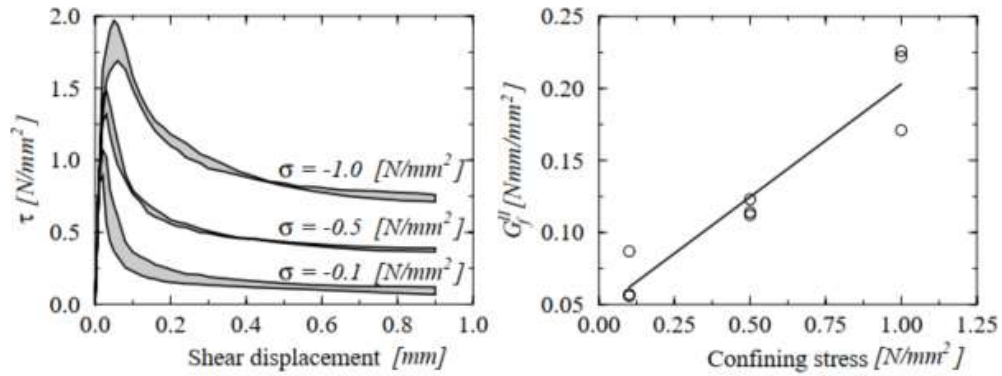 2.0
1.5
1.0
0.5
0.0
τ [N/mm²]
σ = -1.0 [N/mm²]
σ = -0.5 [N/mm²]
σ = -0.1 [N/mm²]
0.0 0.2 0.4 0.6 0.8 1.0
Shear displacement [mm]
0.25
0.20
0.15
0.10
0.05
G_f^II [Nmm/mm²]
0.00 0.25 0.50 0.75 1.00 1.25
Confining stress [N/mm²]